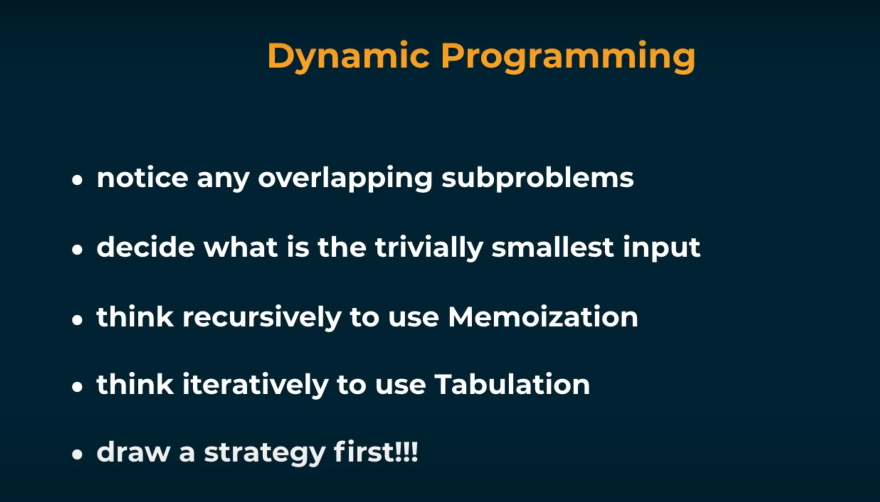 Dynamic Programming
• notice any overlapping subproblems
• decide what is the trivially smallest input
• think recursively to use Memoization
• think iteratively to use Tabulation
• draw a strategy first!!!